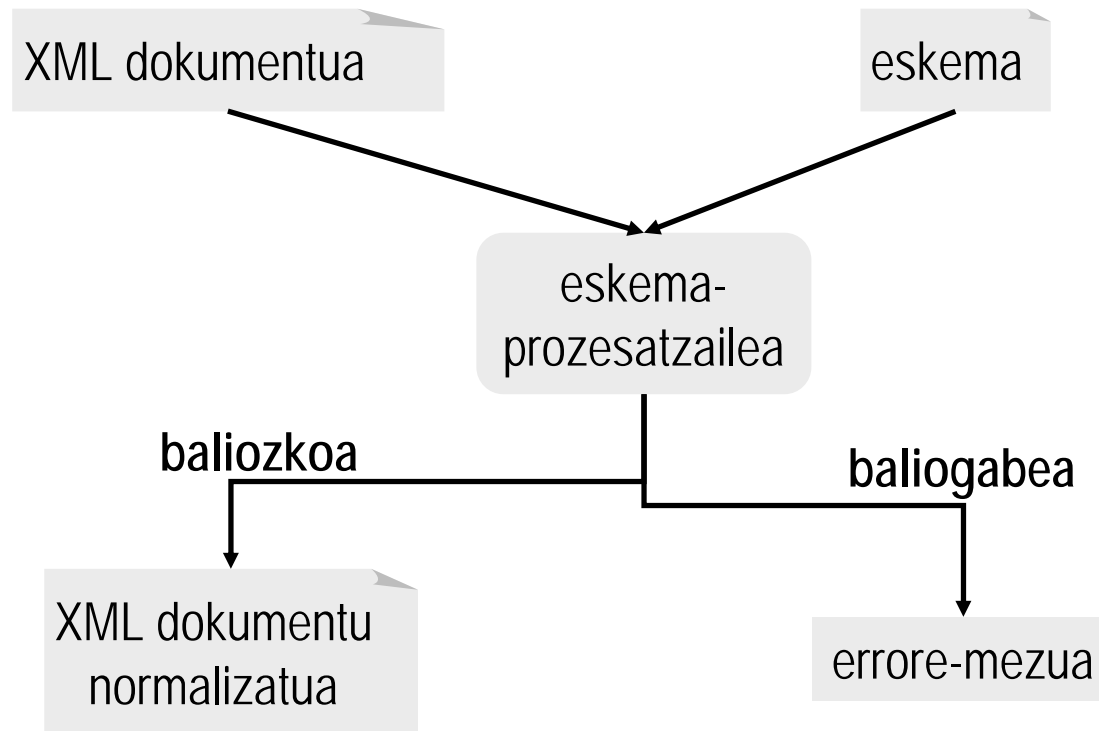 XML dokumentua
eskema
eskema-
prozesatzailea
baliozkoa
baliogabea
XML dokumentu
normalizatua
errore-mezua